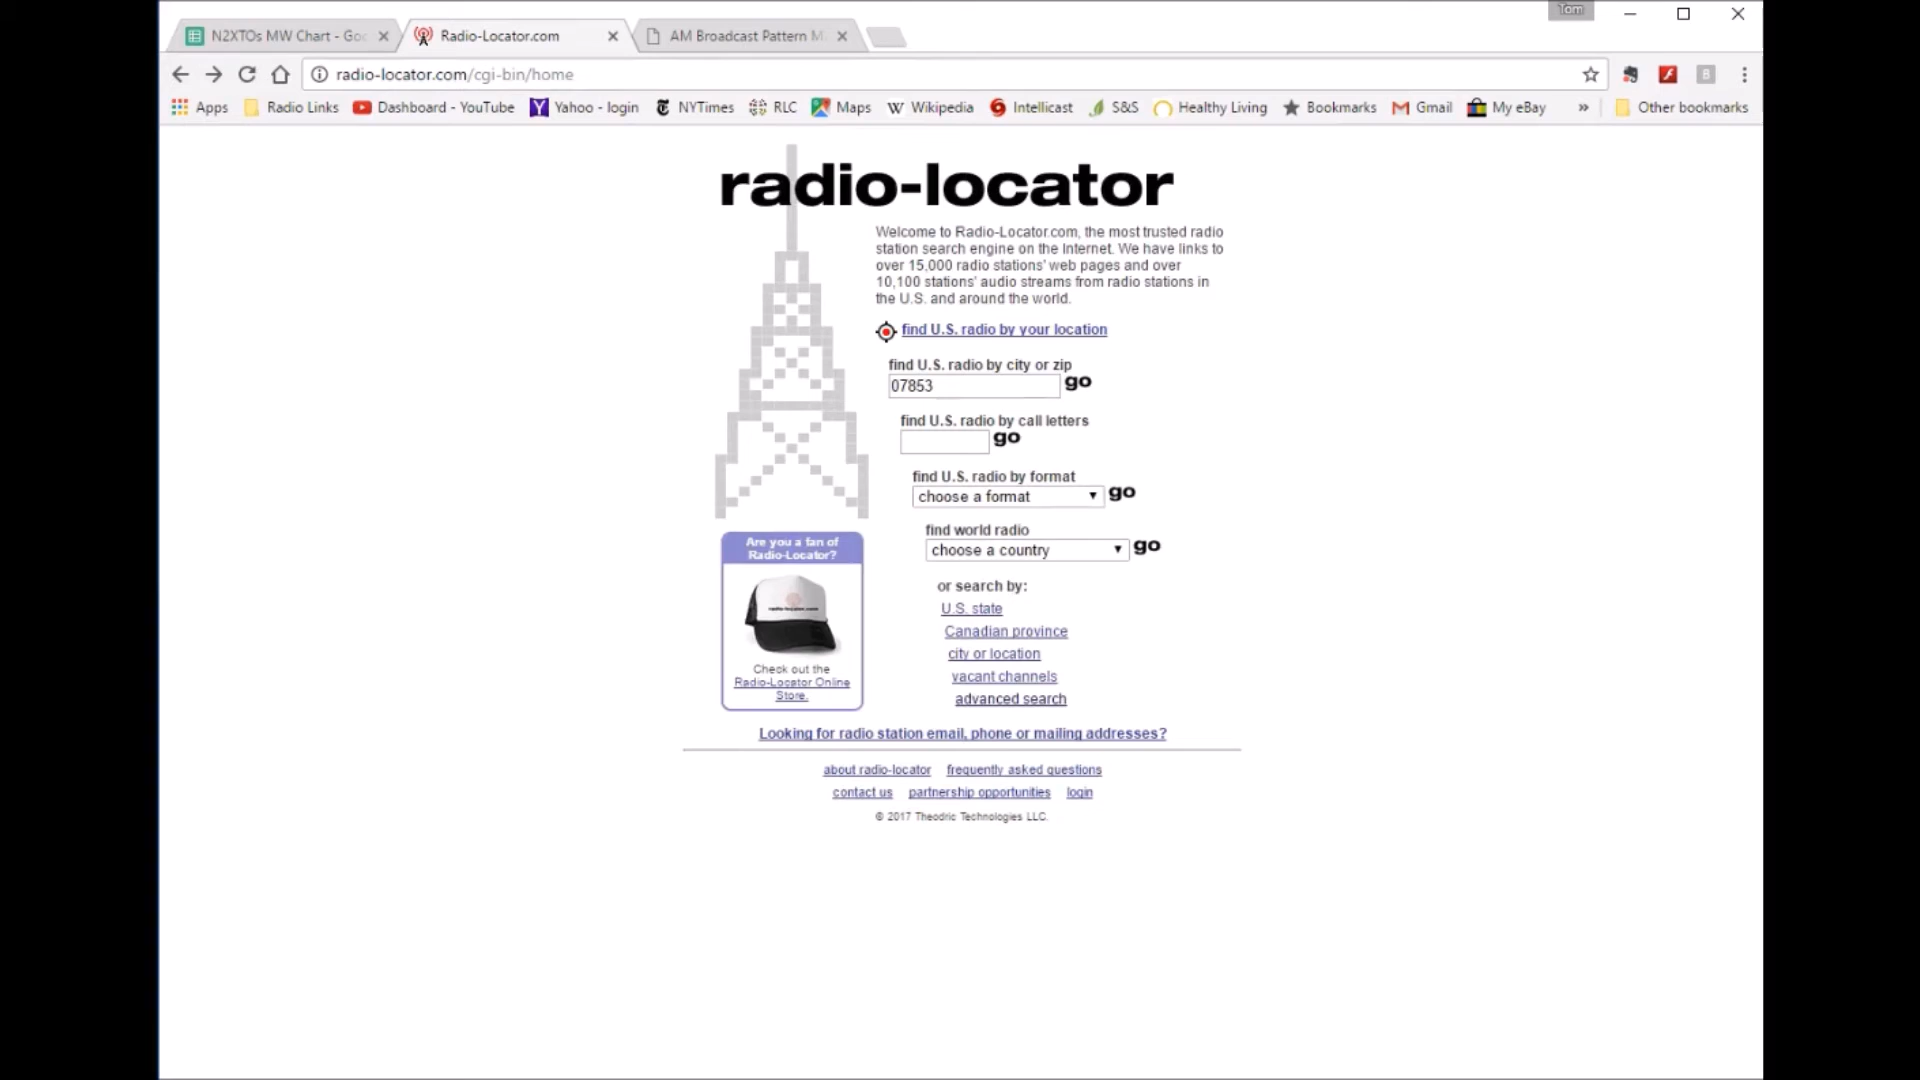 Tom
N2XTOs MW Chart - Goo
Radio-Locator.com
AM Broadcast Pattern M
radio-locator.com/cgi-bin/home
Apps
Radio Links
Dashboard - YouTube
Yahoo - login
NYTimes
RLC
Maps
Wikipedia
Intellicast
S&S
Healthy Living
Bookmarks
Gmail
My eBay
»
Other bookmarks
radio-locator
Welcome to Radio-Locator.com, the most trusted radio
station search engine on the Internet. We have links to
over 15,000 radio stations' web pages and over
10,100 stations' audio streams from radio stations in
the U.S. and around the world.
find U.S. radio by your location
find U.S. radio by city or zip
07853 go
find U.S. radio by call letters
go
find U.S. radio by format
choose a format go
find world radio
choose a country go
or search by:
U.S. state
Canadian province
city or location
vacant channels
advanced search
Are you a fan of
Radio-Locator?
radio-locator.com
Check out the
Radio-Locator Online
Store.
Looking for radio station email, phone or mailing addresses?
about radio-locator frequently asked questions
contact us partnership opportunities login
© 2017 Theodric Technologies LLC.